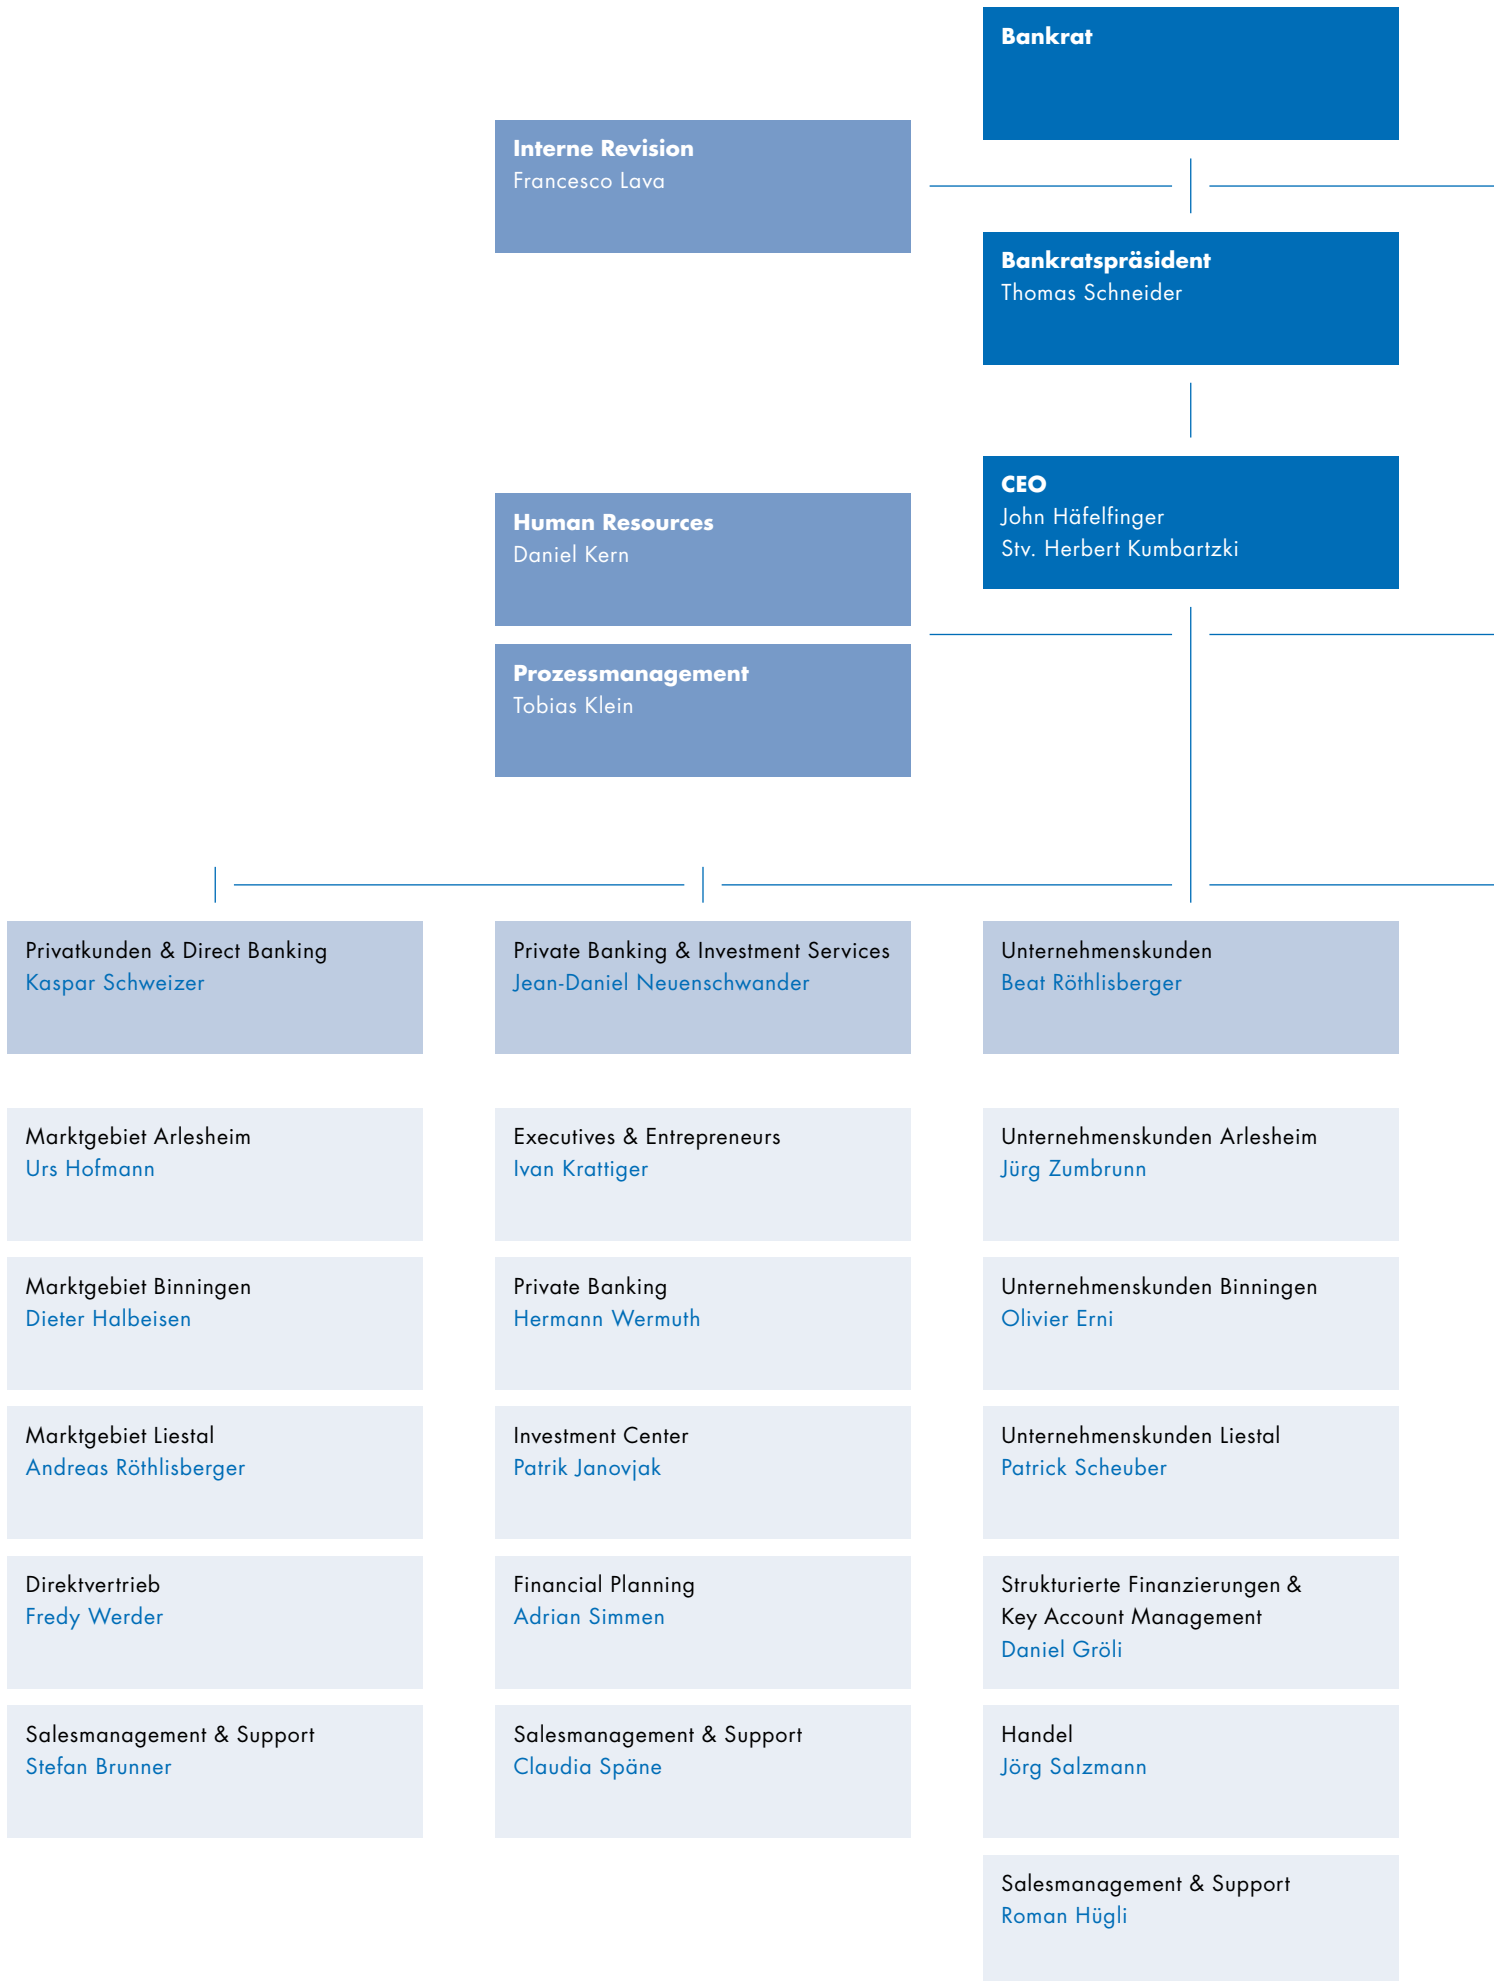 Bankrat
Interne Revision
Francesco Lava
Bankratspräsident
Thomas Schneider
CEO
John Häfelfinger
Stv. Herbert Kumbartzki
Human Resources
Daniel Kern
Prozessmanagement
Tobias Klein
Privatkunden & Direct Banking
Kaspar Schweizer
Marktgebiet Arlesheim
Urs Hofmann
Marktgebiet Binningen
Dieter Halbeisen
Marktgebiet Liestal
Andreas Röthlisberger
Direktvertrieb
Fredy Werder
Salesmanagement & Support
Stefan Brunner
Private Banking & Investment Services
Jean-Daniel Neuenschwander
Executives & Entrepreneurs
Ivan Krattiger
Private Banking
Hermann Wermuth
Investment Center
Patrik Janovjak
Financial Planning
Adrian Simmen
Salesmanagement & Support
Claudia Späne
Unternehmenskunden
Beat Röthlisberger
Unternehmenskunden Arlesheim
Jürg Zumbrunn
Unternehmenskunden Binningen
Olivier Erni
Unternehmenskunden Liestal
Patrick Scheuber
Strukturierte Finanzierungen &
Key Account Management
Daniel Gröli
Handel
Jörg Salzmann
Salesmanagement & Support
Roman Hügli